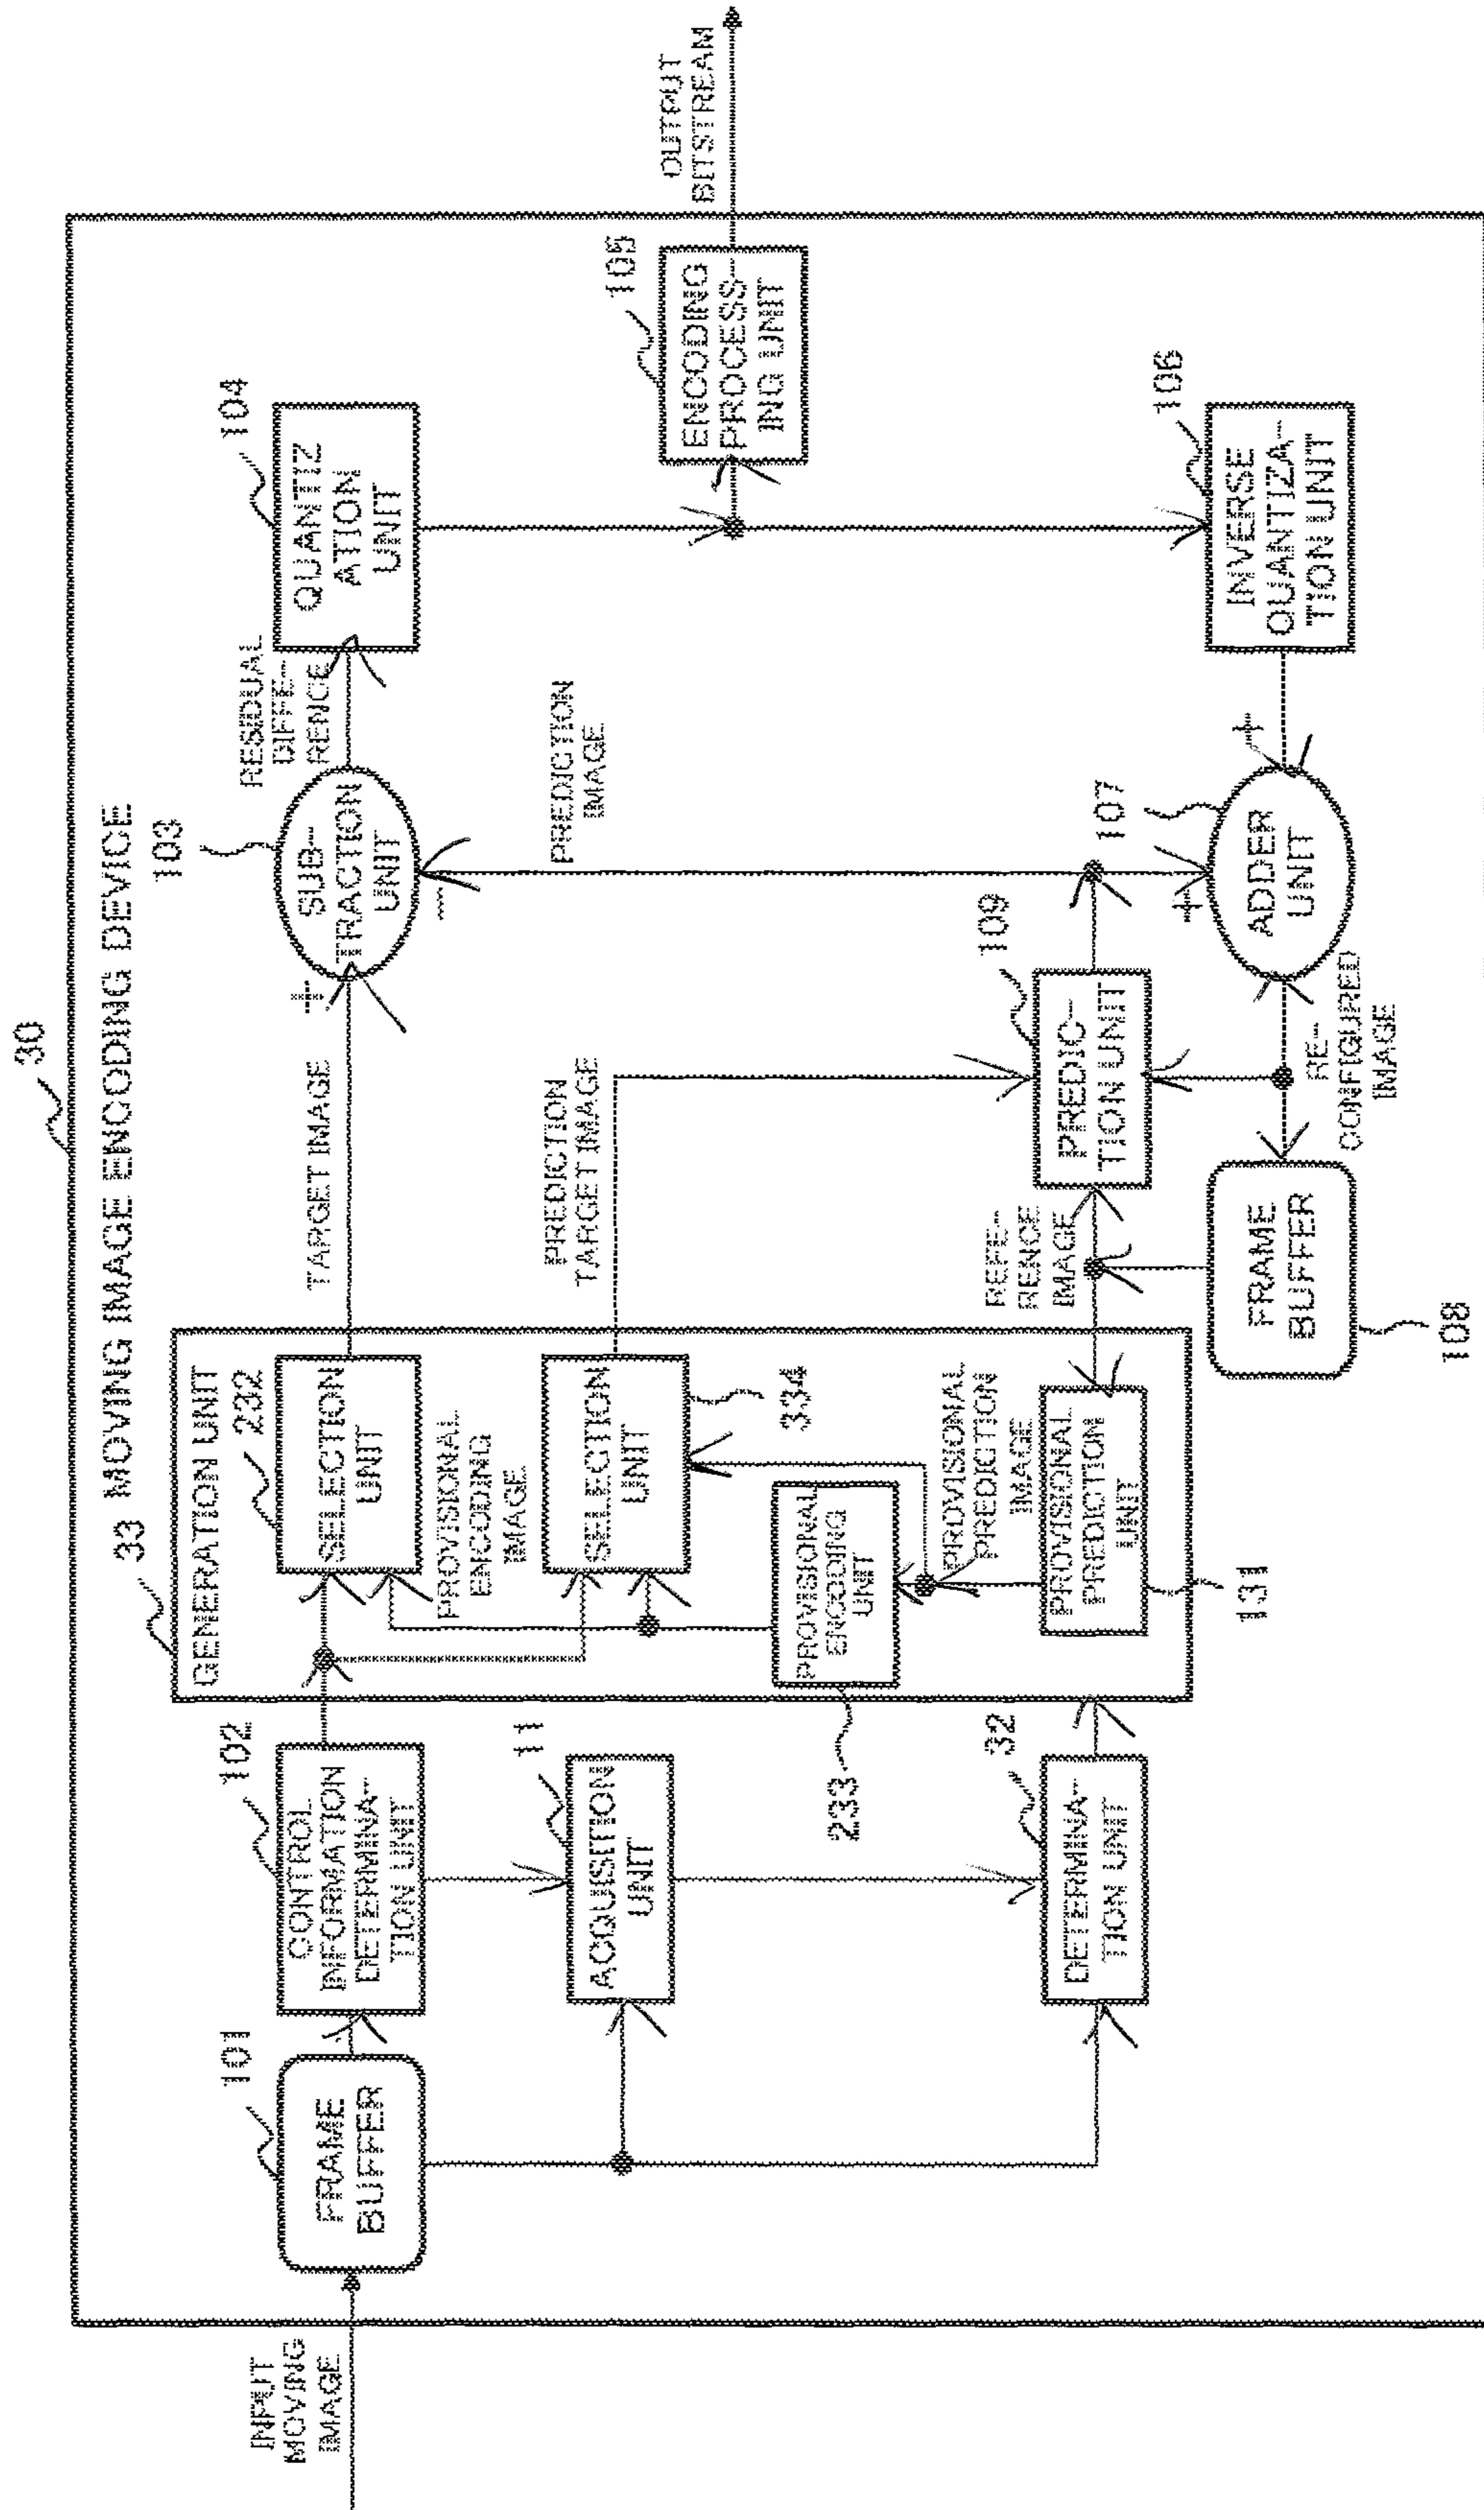 30
33 MOVING IMAGE ENCODING DEVICE
INPUT
MOVING
IMAGE
101
FRAME
BUFFER
102
CONTROL
INFORMATION
DETERMINA-
TION UNIT
11
ACQUISITION
UNIT
32
DETERMINA-
TION UNIT
GENERATION UNIT
232
SELECTION
UNIT
PROVISIONAL
ENCODING
IMAGE
SELECTION
UNIT
334
PROVISIONAL
ENCODING
UNIT
233
PROVISIONAL
PREDICTION
IMAGE
PROVISIONAL
PREDICTION
UNIT
131
TARGET IMAGE
PREDICTION
TARGET IMAGE
REFE-
RENCE
IMAGE
FRAME
BUFFER
108
109
PREDIC-
TION UNIT
RE-
CONFIGURED
IMAGE
103
+
SUB-
TRACTION
UNIT
-
PREDICTION
IMAGE
107
+
+
ADDER
UNIT
RESIDUAL
DIFFE-
RENCE
104
QUANTIZ
ATION
UNIT
105
ENCODING
PROCESS-
ING UNIT
106
INVERSE
QUANTIZA-
TION UNIT
OUTPUT
BITSTREAM